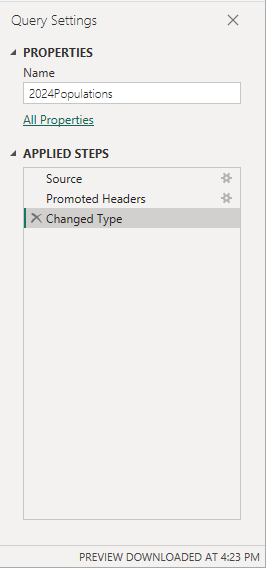 Query Settings
PROPERTIES
Name
2024Populations
All Properties
APPLIED STEPS
Source
Promoted Headers
Changed Type
PREVIEW DOWNLOADED AT 4:23 PM